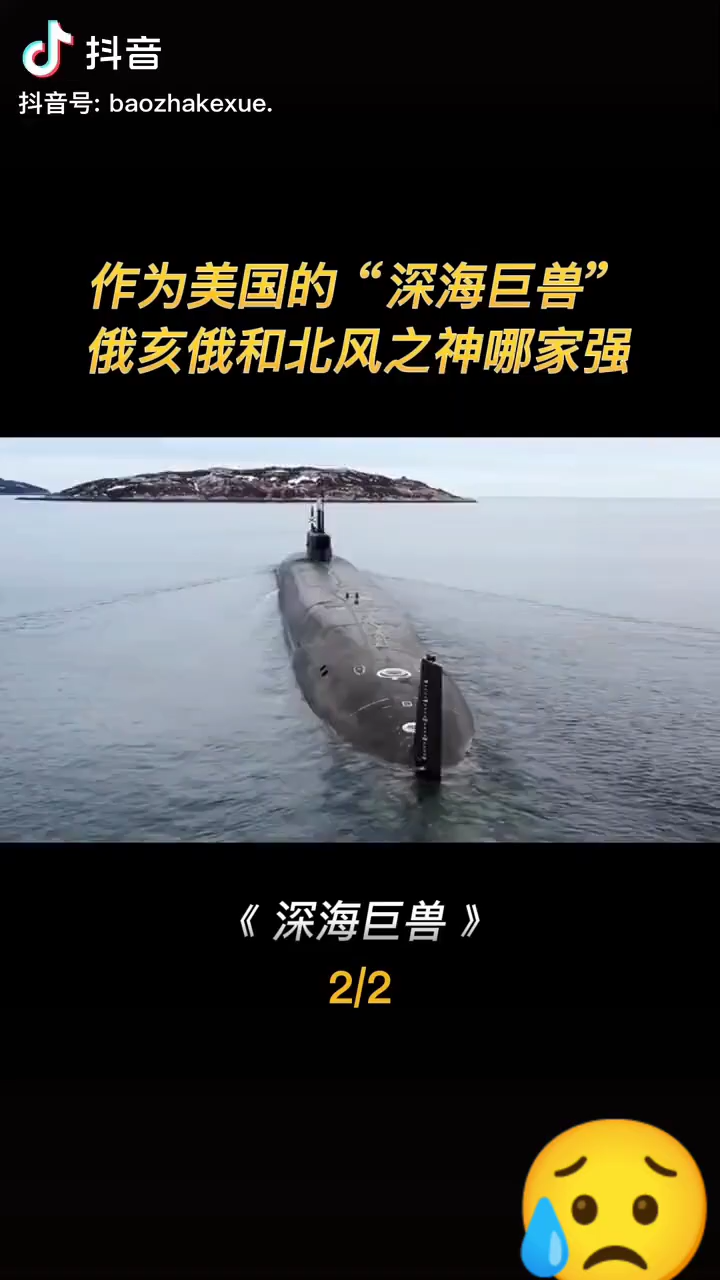 抖音
抖音号: baozhakexue.
作为美国的“深海巨兽”
俄亥俄和北风之神哪家强
《 深海巨兽 》
2/2